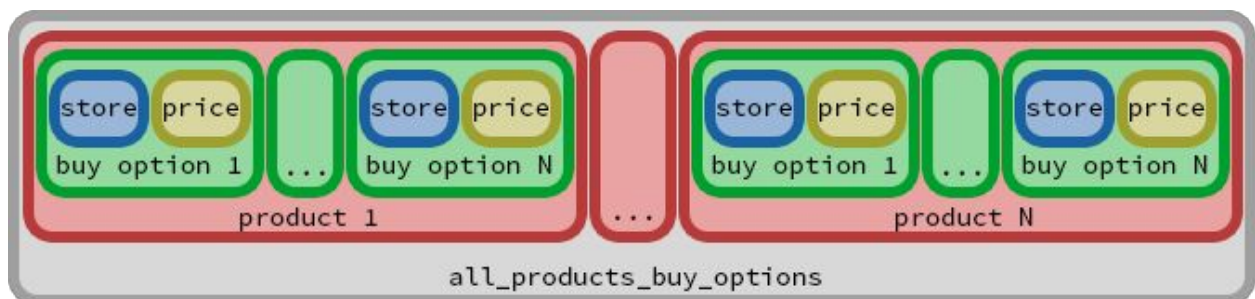 store price store price store price store price
buy option 1 ... buy option N buy option 1 ... buy option N
product 1 ... product N
all_products_buy_options